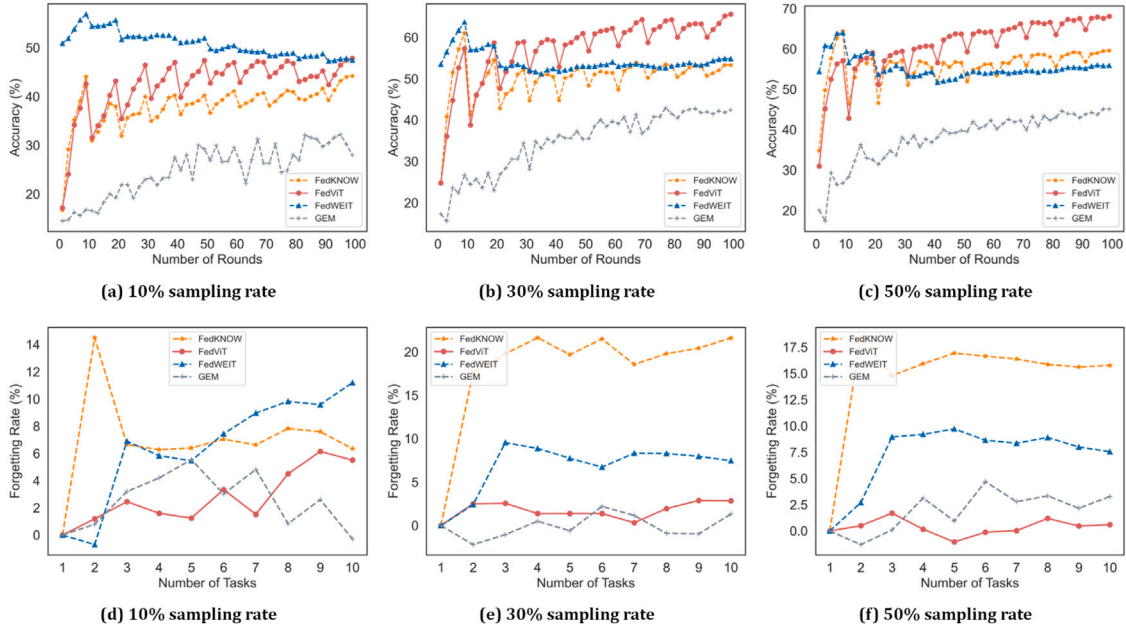 Accuracy (%)
50
40
30
20
FedKNOW
FedViT
FedWEIT
GEM
0 10 20 30 40 50 60 70 80 90 100
Number of Rounds
(a) 10% sampling rate
Accuracy (%)
60
50
40
30
20
FedKNOW
FedViT
FedWEIT
GEM
0 10 20 30 40 50 60 70 80 90 100
Number of Rounds
(b) 30% sampling rate
Accuracy (%)
70
60
50
40
30
20
FedKNOW
FedViT
FedWEIT
GEM
0 10 20 30 40 50 60 70 80 90 100
Number of Rounds
(c) 50% sampling rate
Forgetting Rate (%)
14
12
10
8
6
4
2
0
FedKNOW
FedViT
FedWEIT
GEM
1 2 3 4 5 6 7 8 9 10
Number of Tasks
(d) 10% sampling rate
Forgetting Rate (%)
20
15
10
5
0
FedKNOW
FedViT
FedWEIT
GEM
1 2 3 4 5 6 7 8 9 10
Number of Tasks
(e) 30% sampling rate
Forgetting Rate (%)
17.5
15.0
12.5
10.0
7.5
5.0
2.5
0.0
FedKNOW
FedViT
FedWEIT
GEM
1 2 3 4 5 6 7 8 9 10
Number of Tasks
(f) 50% sampling rate